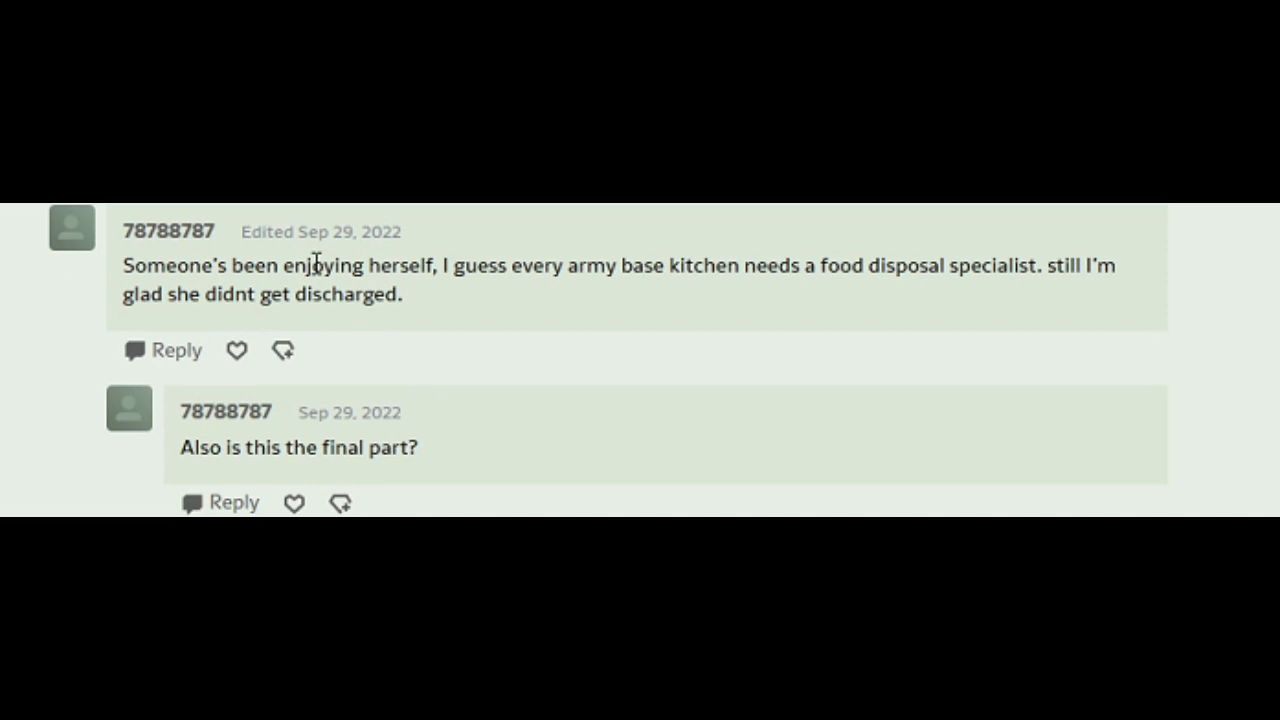 78788787 Edited Sep 29, 2022
Someone's been enjoying herself, I guess every army base kitchen needs a food disposal specialist. still I'm
glad she didnt get discharged.
Reply
78788787 Sep 29, 2022
Also is this the final part?
Reply